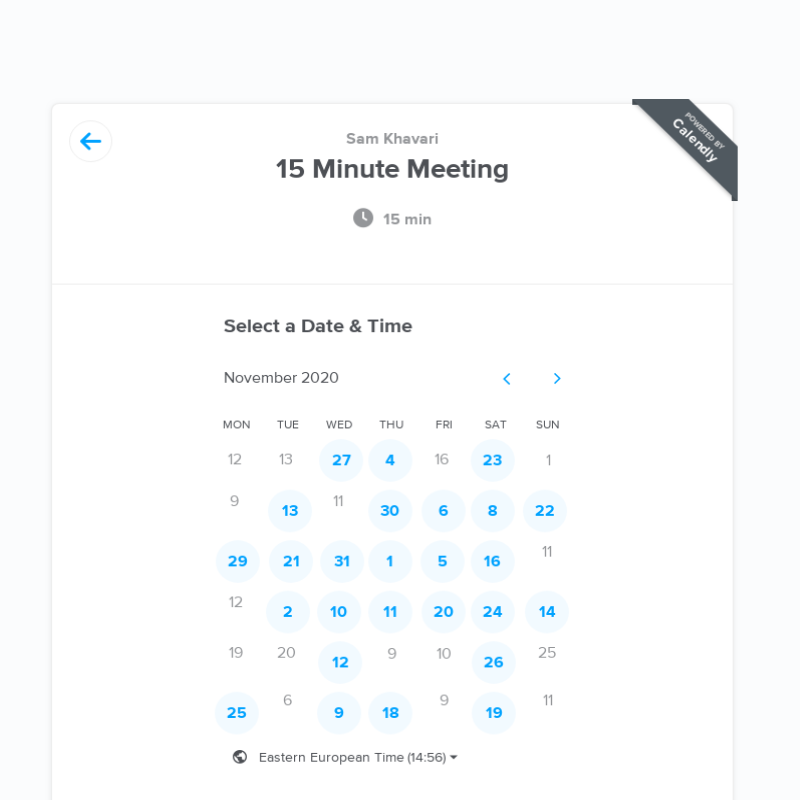 POWERED BY
Calendly
Sam Khavari
15 Minute Meeting
15 min
Select a Date & Time
November 2020
MON TUE WED THU FRI SAT SUN
12 13 27 4 16 23 1
9 13 11 30 6 8 22
29 21 31 1 5 16 11
12 2 10 11 20 24 14
19 20 12 9 10 26 25
25 6 9 18 9 19 11
Eastern European Time (14:56)